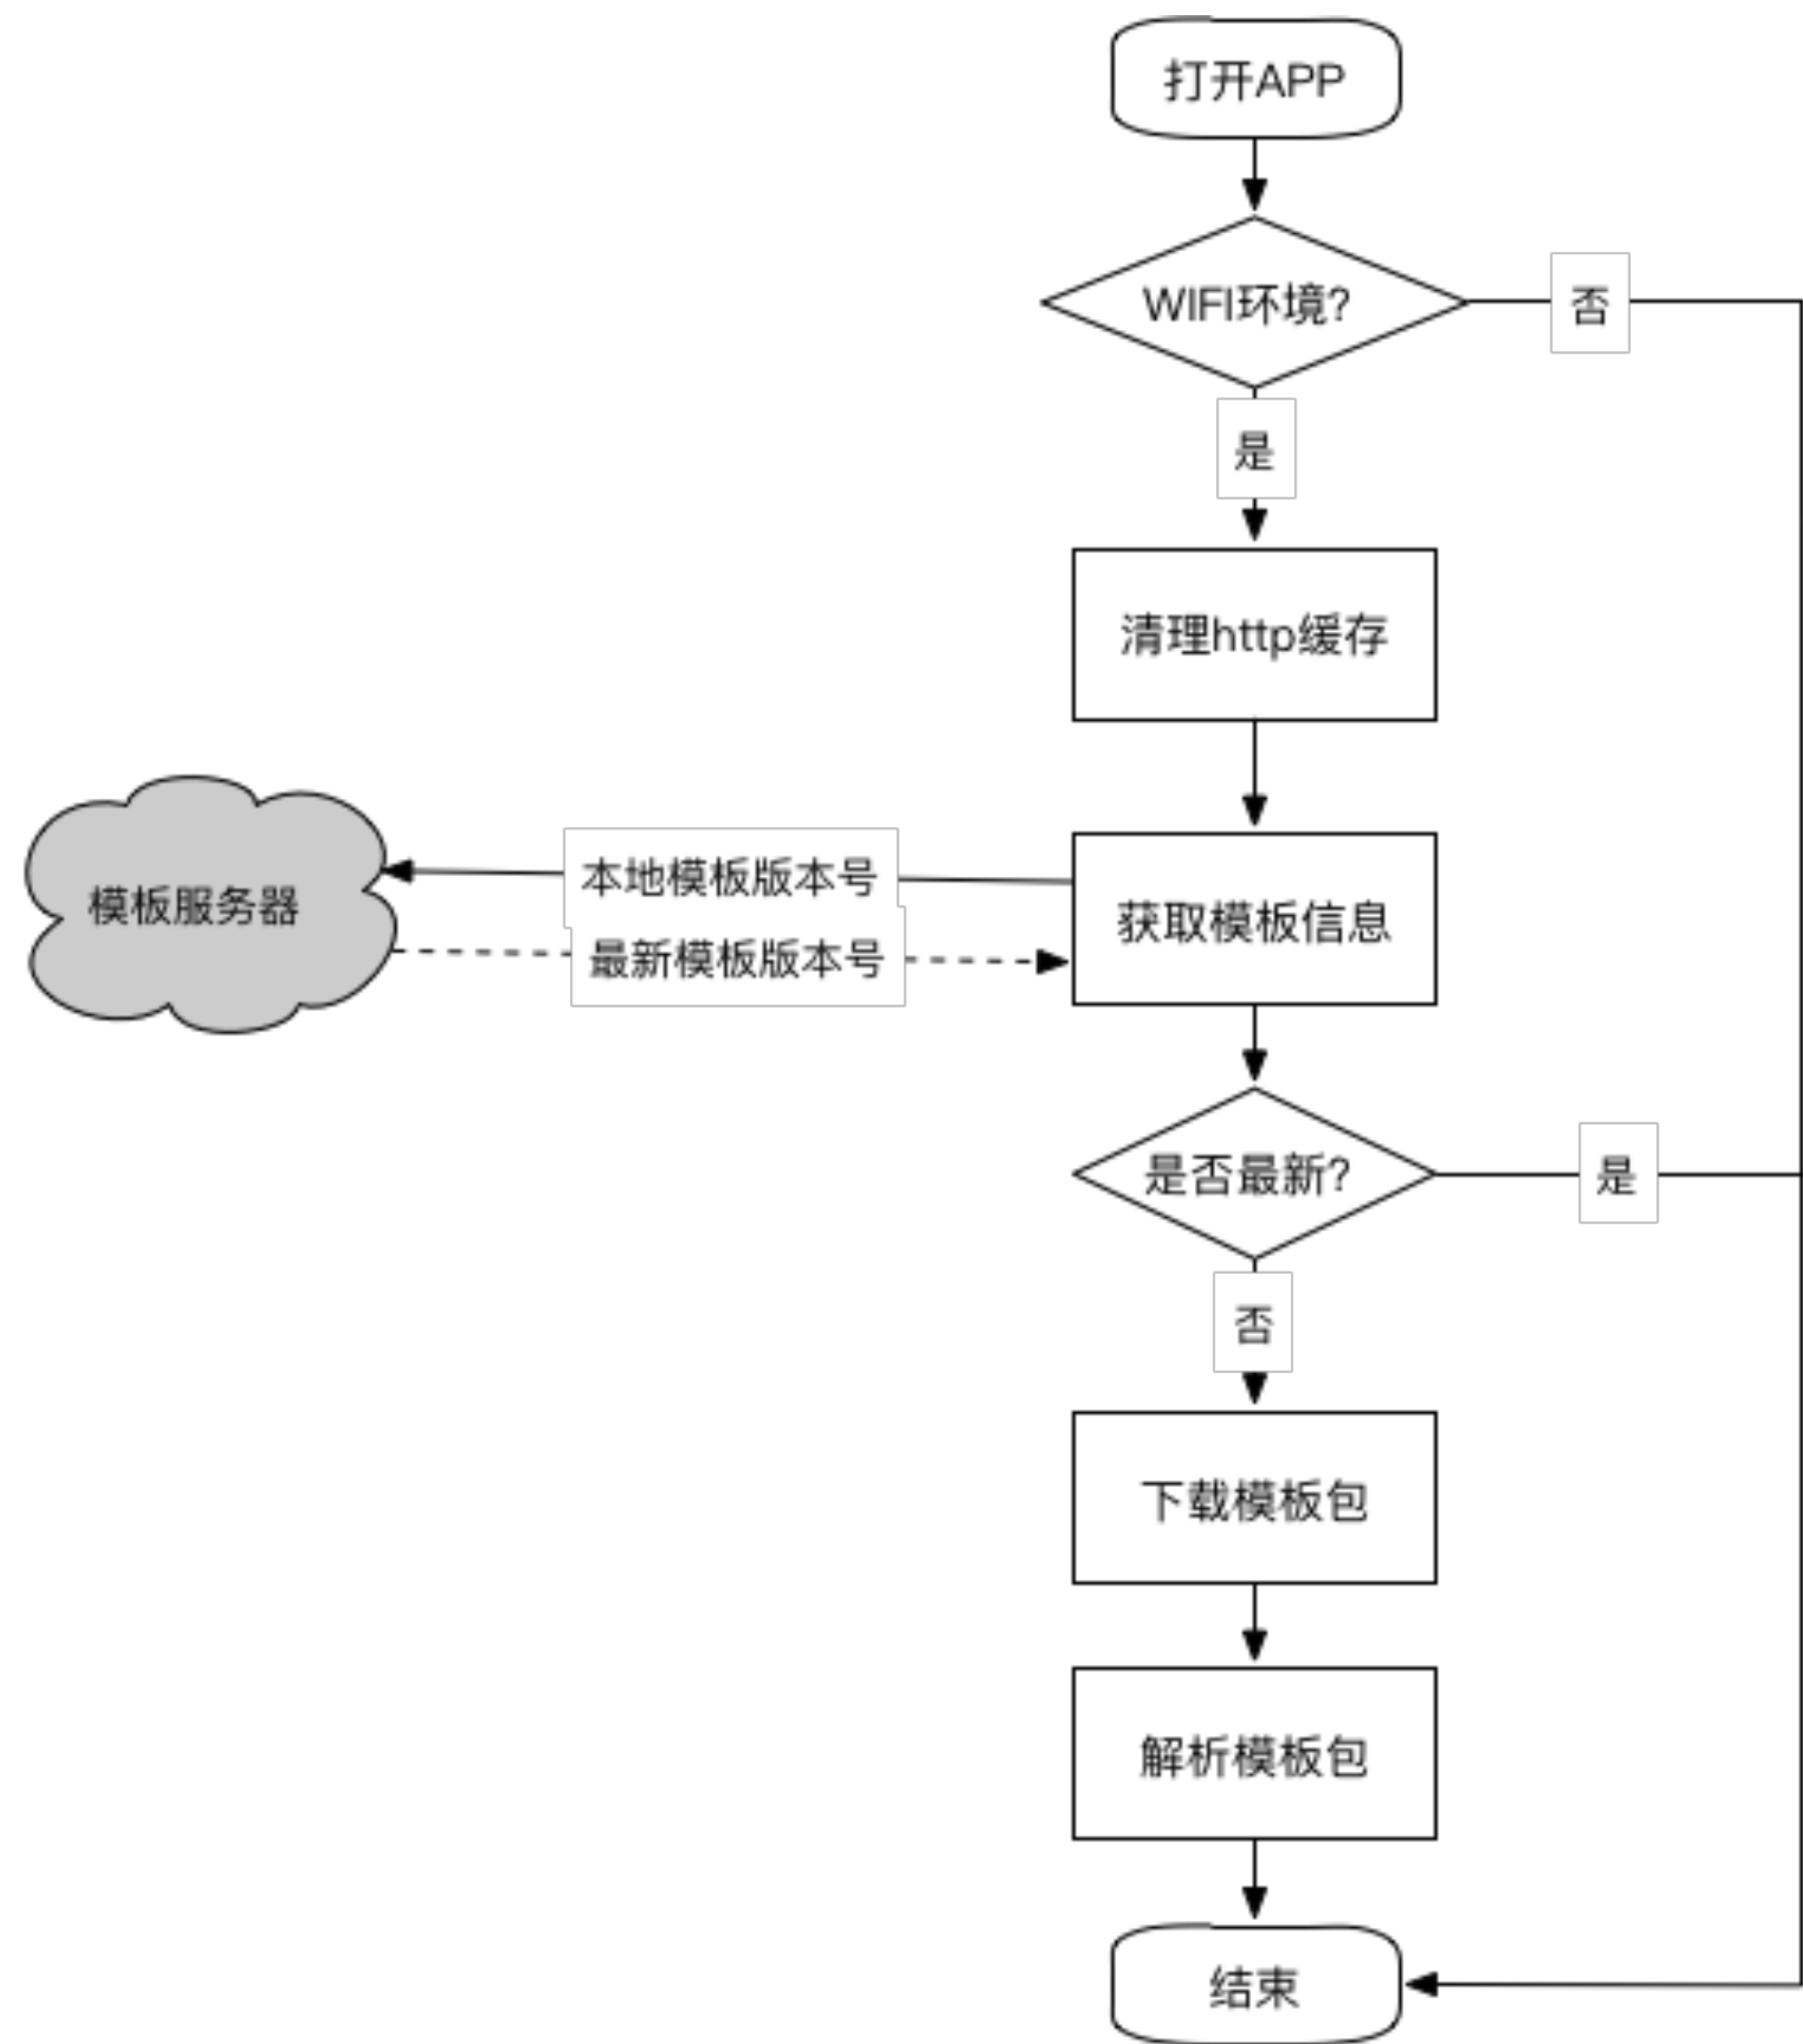 打开APP
WIFI环境?
否
是
清理http缓存
本地模板版本号
模板服务器
获取模板信息
最新模板版本号
是否最新?
是
否
下载模板包
解析模板包
结束